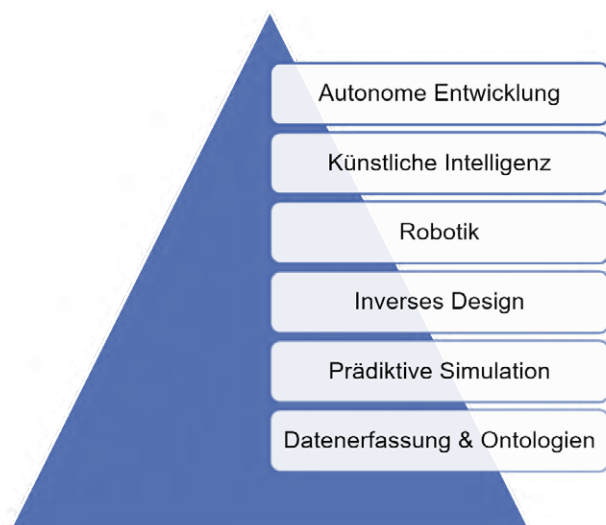 Autonome Entwicklung
Künstliche Intelligenz
Robotik
Inverses Design
Prädiktive Simulation
Datenerfassung & Ontologien